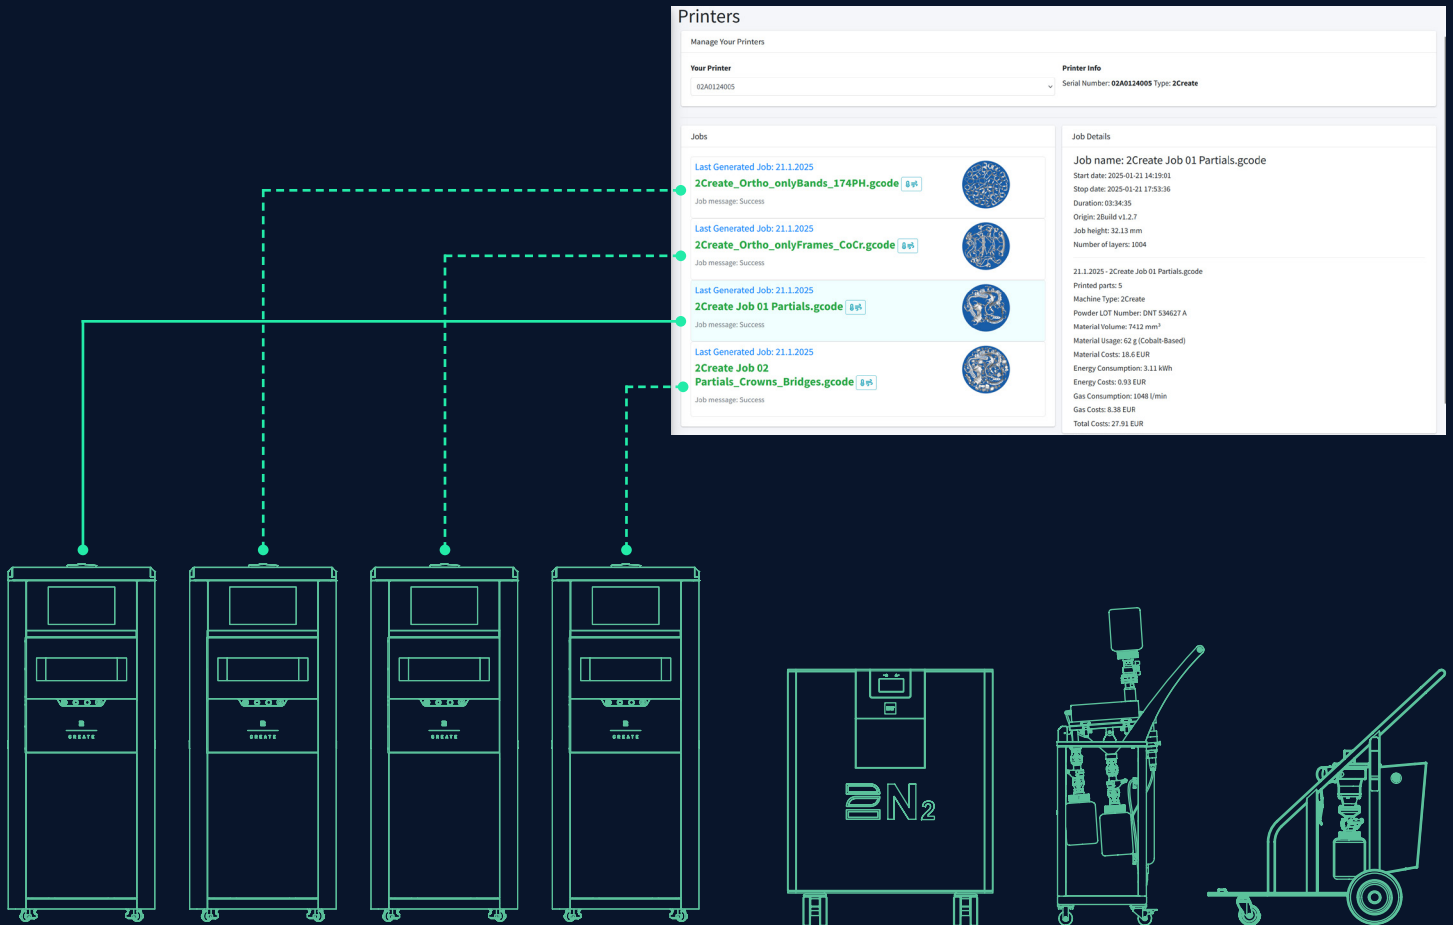 Printers
Manage Your Printers
Your Printer
02A0124005
Printer Info
Serial Number: 02A0124005 Type: 2Create
Jobs
Last Generated Job: 21.1.2025
2Create_Ortho_onlyBands_174PH.gcode
Job message: Success
Last Generated Job: 21.1.2025
2Create_Ortho_onlyFrames_CoCr.gcode
Job message: Success
Last Generated Job: 21.1.2025
2Create Job 01 Partials.gcode
Job message: Success
Last Generated Job: 21.1.2025
2Create Job 02
Partials_Crowns_Bridges.gcode
Job message: Success
Job Details
Job name: 2Create Job 01 Partials.gcode
Start date: 2025-01-21 14:19:01
Stop date: 2025-01-21 17:53:36
Duration: 03:34:35
Origin: 2Build v1.2.7
Job height: 32.13 mm
Number of layers: 1004
21.1.2025 - 2Create Job 01 Partials.gcode
Printed parts: 5
Machine Type: 2Create
Powder LOT Number: DNT 534627 A
Material Volume: 7412 mm³
Material Usage: 62 g (Cobalt-Based)
Material Costs: 18.6 EUR
Energy Consumption: 3.11 kWh
Energy Costs: 0.93 EUR
Gas Consumption: 1048 l/min
Gas Costs: 8.38 EUR
Total Costs: 27.91 EUR
CREATE
CREATE
CREATE
CREATE
2N2